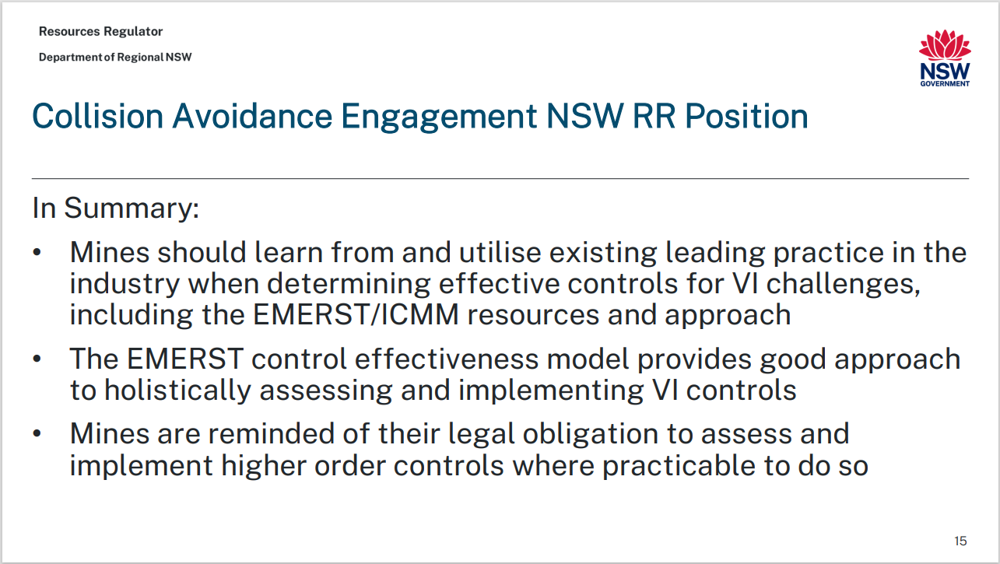 Resources Regulator
Department of Regional NSW
NSW
GOVERNMENT
Collision Avoidance Engagement NSW RR Position
In Summary:
• Mines should learn from and utilise existing leading practice in the
industry when determining effective controls for VI challenges,
including the EMERST/ICMM resources and approach
• The EMERST control effectiveness model provides good approach
to holistically assessing and implementing VI controls
• Mines are reminded of their legal obligation to assess and
implement higher order controls where practicable to do so
15